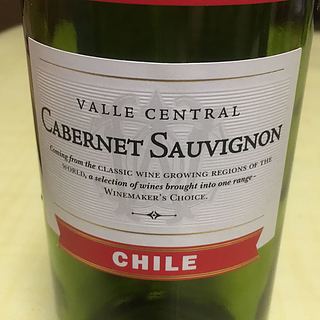 VALLE CENTRAL
CABERNET SAUVIGNON
Coming from the CLASSIC WINE GROWING REGIONS OF THE
WORLD, a selection of wines brought into one range–
WINEMAKER'S CHOICE.
CHILE